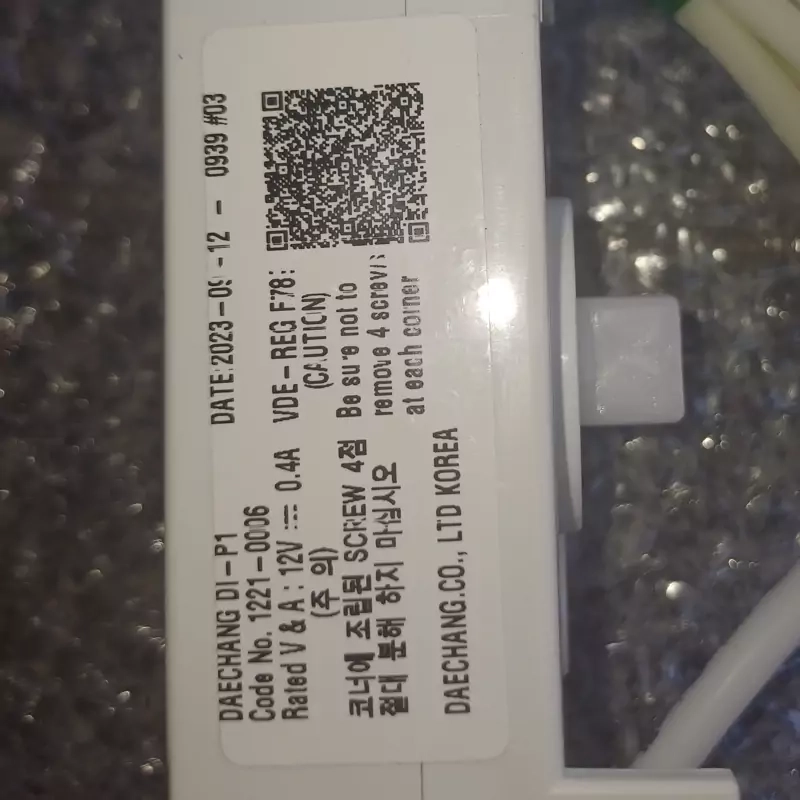 DAECHANG DI-P1 DATE:2023-0 -12 - 0939 #03
Code No. 1221-0006
Rated V & A : 12V ⎓ 0.4A VDE-REG F78
(주 의) (CAUTION)
코너에 조립된 SCREW 4점 Be sure not to
절대 분해 하지 마십시오 remove 4 screws
at each corner
DAECHANG.CO., LTD KOREA